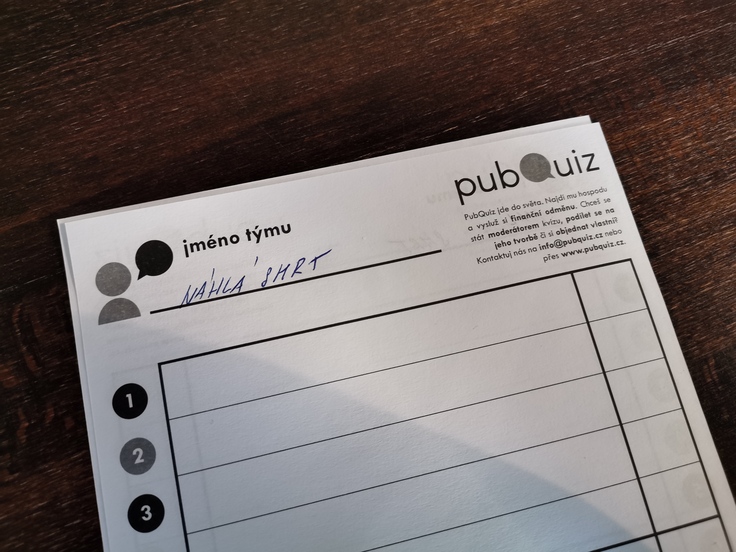 pubQuiz
PubQuiz jde do světa. Najdi mu hospodu
a vysluž si finanční odměnu. Chceš se
stát moderátorem kvízu, podílet se na
jeho tvorbě či si objednat vlastní?
Kontaktuj nás na info@pubquiz.cz nebo
přes www.pubquiz.cz.
jméno týmu
NÁHLÁ SMRT
1
2
3